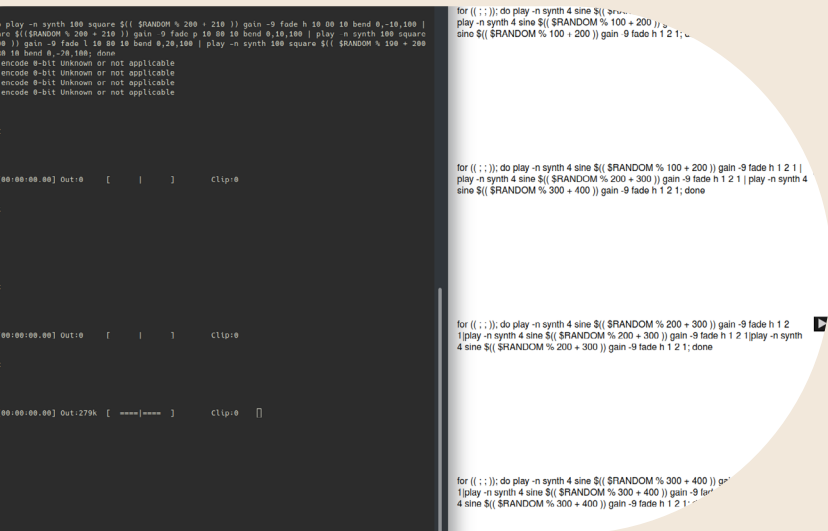 play -n synth 100 square $(( $RANDOM % 200 + 210 )) gain -9 fade h 10 80 10 bend 0,-10,100 |
are $(($RANDOM % 200 + 210 )) gain -9 fade p 10 80 10 bend 0,10,100 | play -n synth 100 square
)) gain -9 fade l 10 80 10 bend 0,20,100 | play -n synth 100 square $(( $RANDOM % 190 + 200
80 10 bend 0,-20,100; done
encode 0-bit Unknown or not applicable
encode 0-bit Unknown or not applicable
encode 0-bit Unknown or not applicable
encode 0-bit Unknown or not applicable
00:00:00.00] Out:0 [ | ] Clip:0
00:00:00.00] Out:0 [ | ] Clip:0
00:00:00.00] Out:279k [ ====|==== ] Clip:0
for (( ; ; )); do play -n synth 4 sine $((
play -n synth 4 sine $(( $RANDOM % 100 + 200 ))
sine $(( $RANDOM % 100 + 200 )) gain -9 fade h 1 2 1;
for (( ; ; )); do play -n synth 4 sine $(( $RANDOM % 100 + 200 )) gain -9 fade h 1 2 1 |
play -n synth 4 sine $(( $RANDOM % 200 + 300 )) gain -9 fade h 1 2 1 | play -n synth 4
sine $(( $RANDOM % 300 + 400 )) gain -9 fade h 1 2 1; done
for (( ; ; )); do play -n synth 4 sine $(( $RANDOM % 200 + 300 )) gain -9 fade h 1 2
1|play -n synth 4 sine $(( $RANDOM % 200 + 300 )) gain -9 fade h 1 2 1|play -n synth
4 sine $(( $RANDOM % 200 + 300 )) gain -9 fade h 1 2 1; done
for (( ; ; )); do play -n synth 4 sine $(( $RANDOM % 300 + 400 ))
1|play -n synth 4 sine $(( $RANDOM % 300 + 400 )) gain -9
4 sine $(( $RANDOM % 300 + 400 )) gain -9 fade h 1 2 1;